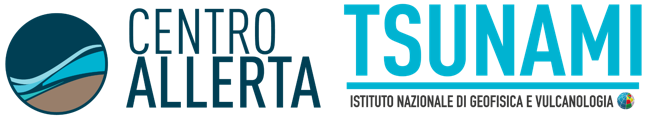 CENTRO
ALLERTA
TSUNAMI
ISTITUTO NAZIONALE DI GEOFISICA E VULCANOLOGIA